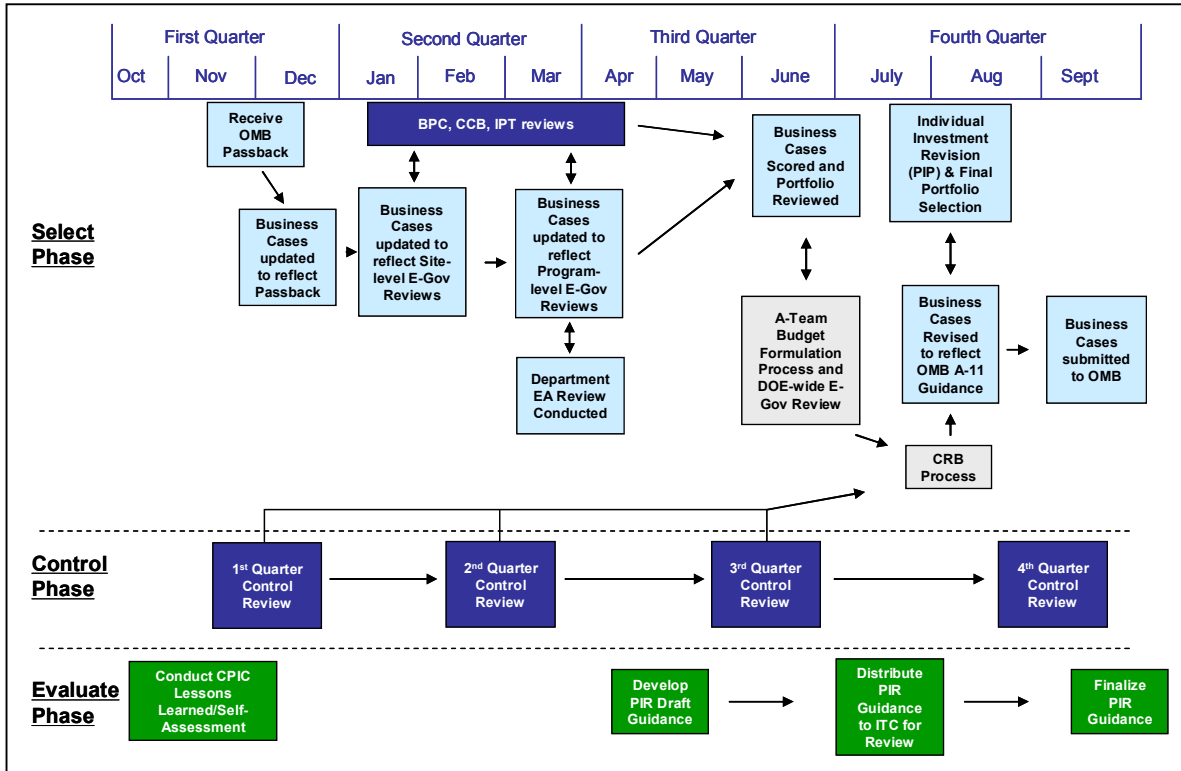 First Quarter
Second Quarter
Third Quarter
Fourth Quarter
Oct
Nov
Dec
Jan
Feb
Mar
Apr
May
June
July
Aug
Sept
Select
Phase
Receive
OMB
Passback
Business
Cases
updated
to reflect
Passback
BPC, CCB, IPT reviews
Business
Cases
updated to
reflect Site-
level E-Gov
Reviews
Business
Cases
updated to
reflect
Program-
level E-Gov
Reviews
Department
EA Review
Conducted
Business
Cases
Scored and
Portfolio
Reviewed
A-Team
Budget
Formulation
Process and
DOE-wide E-
Gov Review
Individual
Investment
Revision
(PIP) & Final
Portfolio
Selection
Business
Cases
Revised
to reflect
OMB A-11
Guidance
Business
Cases
submitted
to OMB
CRB
Process
Control
Phase
1st Quarter
Control
Review
2nd Quarter
Control
Review
3rd Quarter
Control
Review
4th Quarter
Control
Review
Evaluate
Phase
Conduct CPIC
Lessons
Learned/Self-
Assessment
Develop
PIR Draft
Guidance
Distribute
PIR
Guidance
to ITC for
Review
Finalize
PIR
Guidance